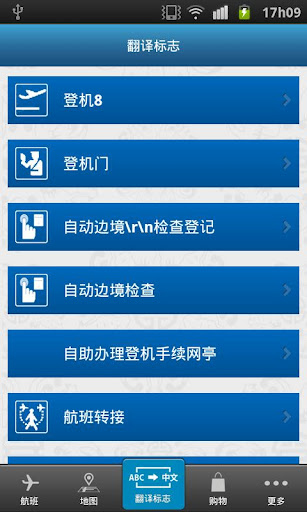 17h09
翻译标志
登机8
登机门
自动边境\r\n检查登记
自动边境检查
自助办理登机手续网亭
航班转接
ABC 中文
航班
地图
翻译标志
购物
更多